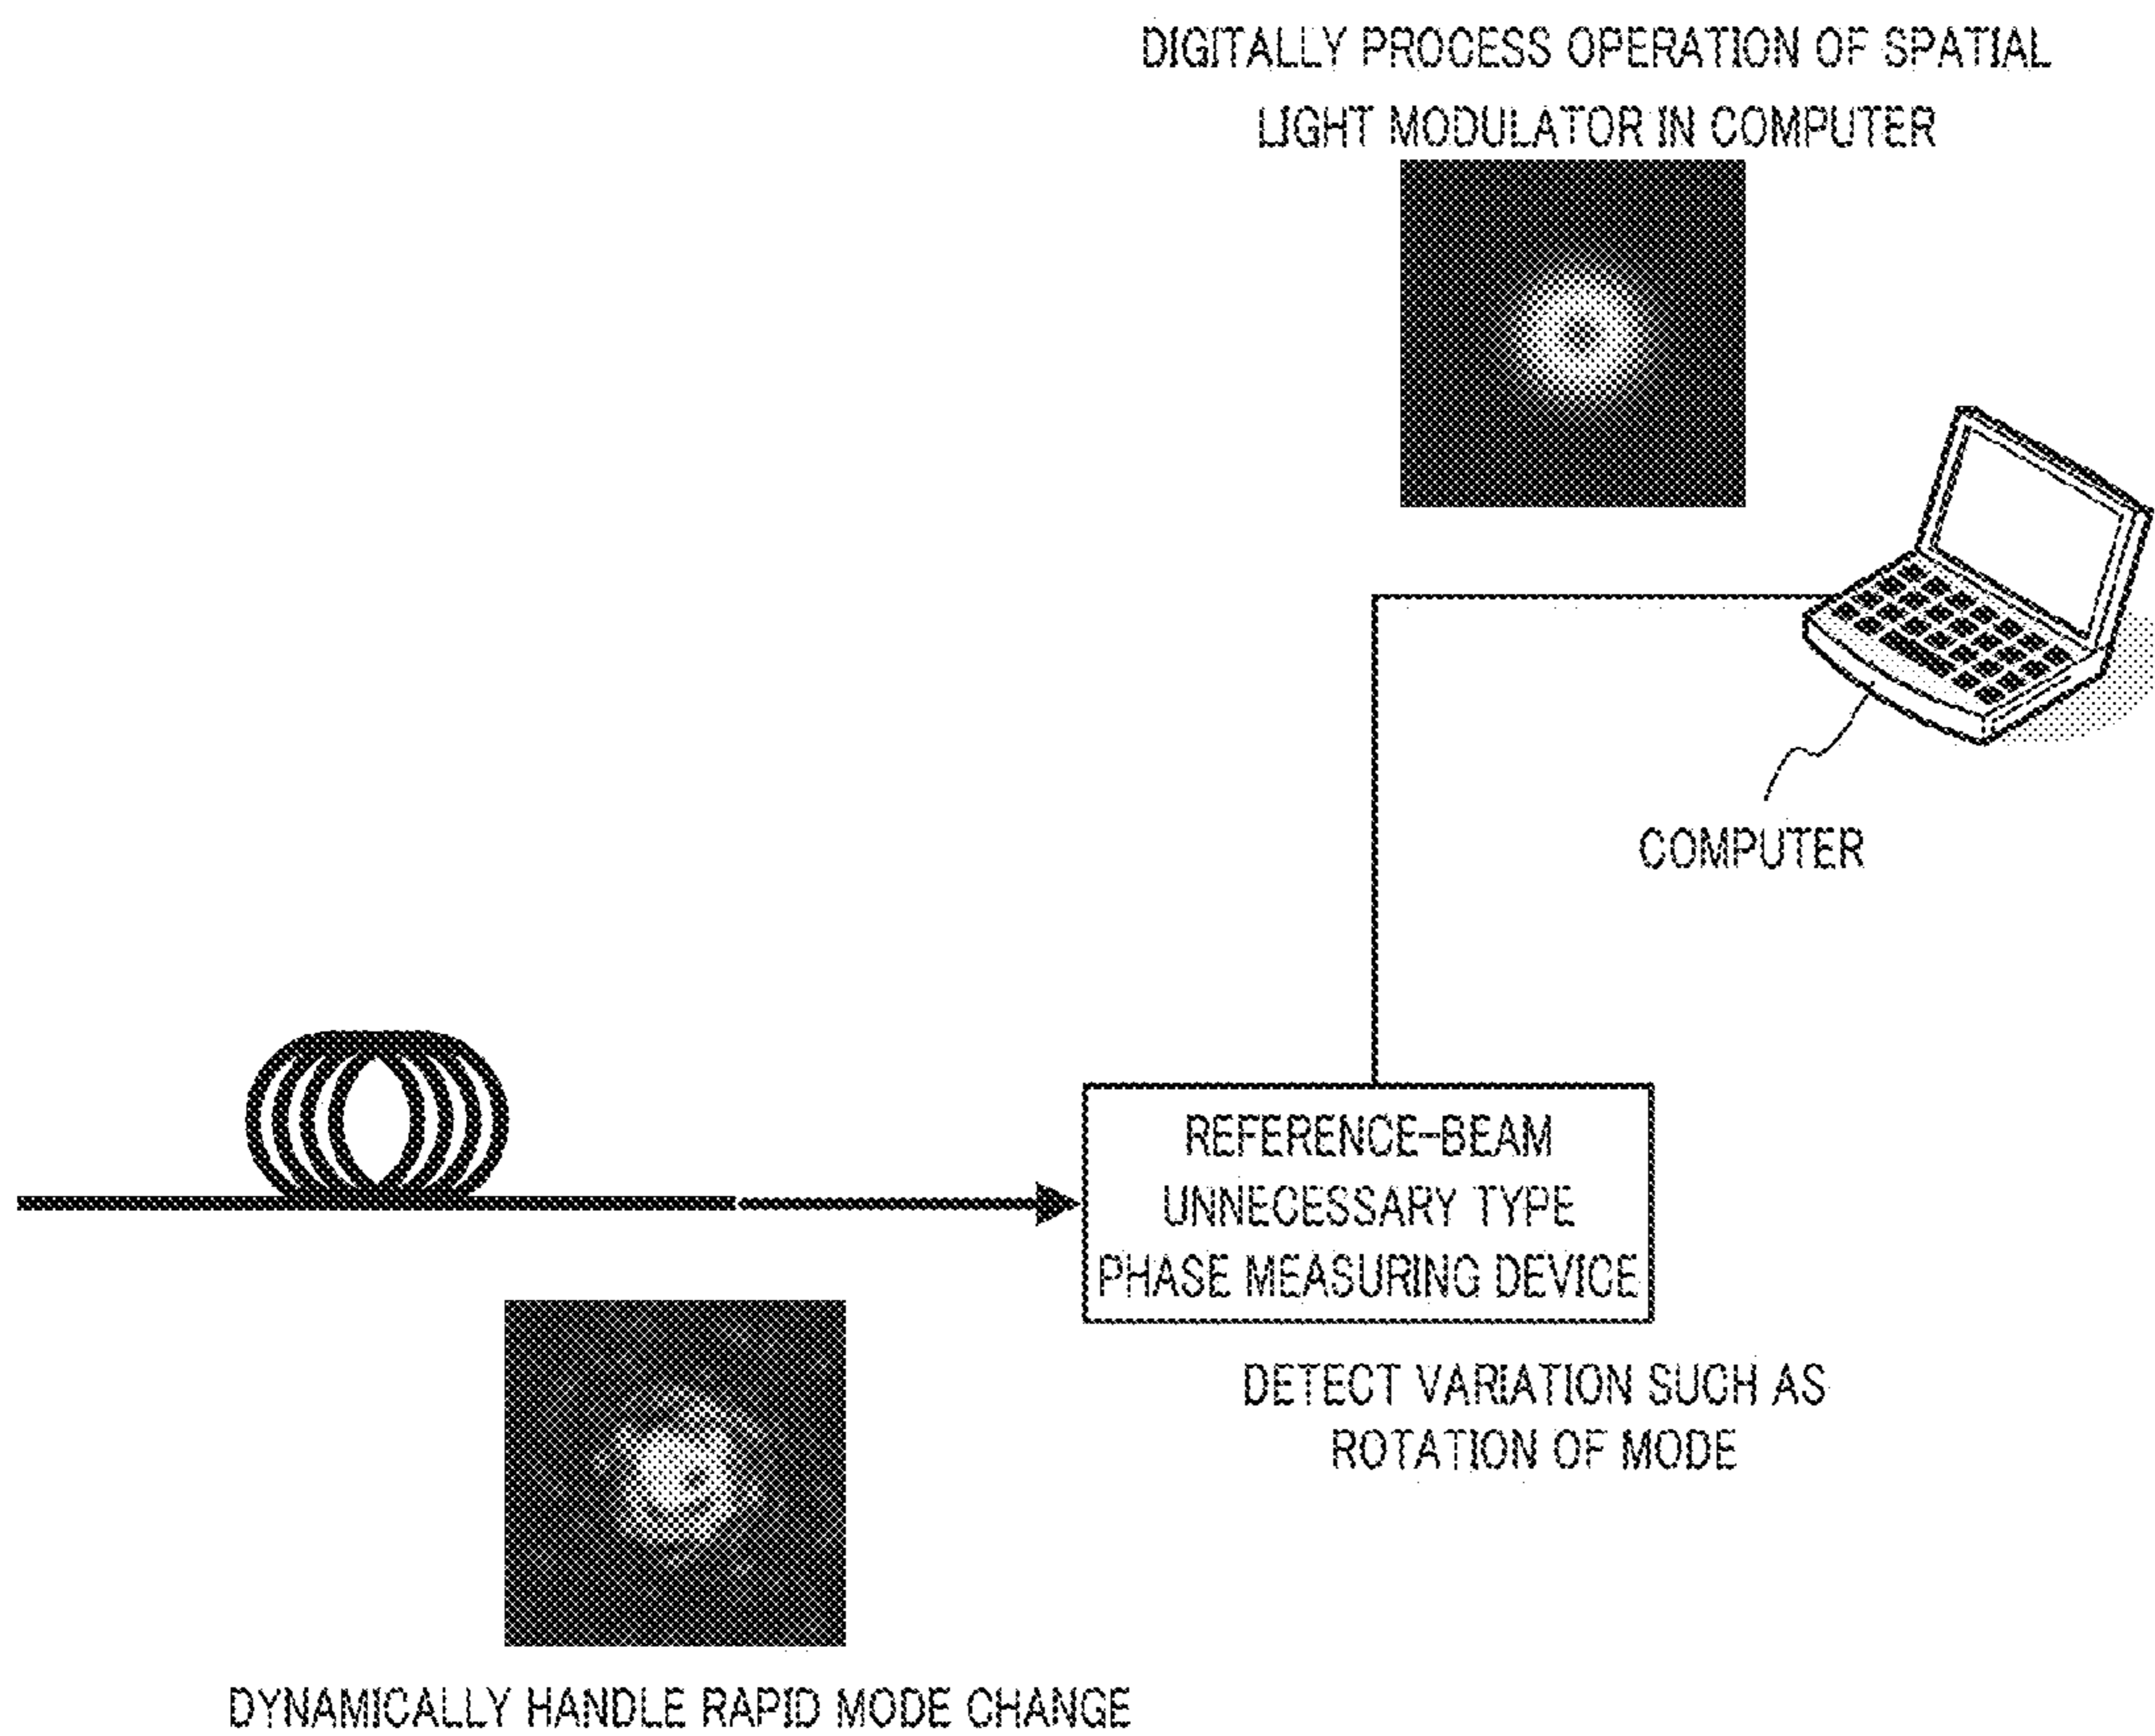 DIGITALLY PROCESS OPERATION OF SPATIAL
LIGHT MODULATOR IN COMPUTER
COMPUTER
REFERENCE-BEAM
UNNECESSARY TYPE
PHASE MEASURING DEVICE
DETECT VARIATION SUCH AS
ROTATION OF MODE
DYNAMICALLY HANDLE RAPID MODE CHANGE